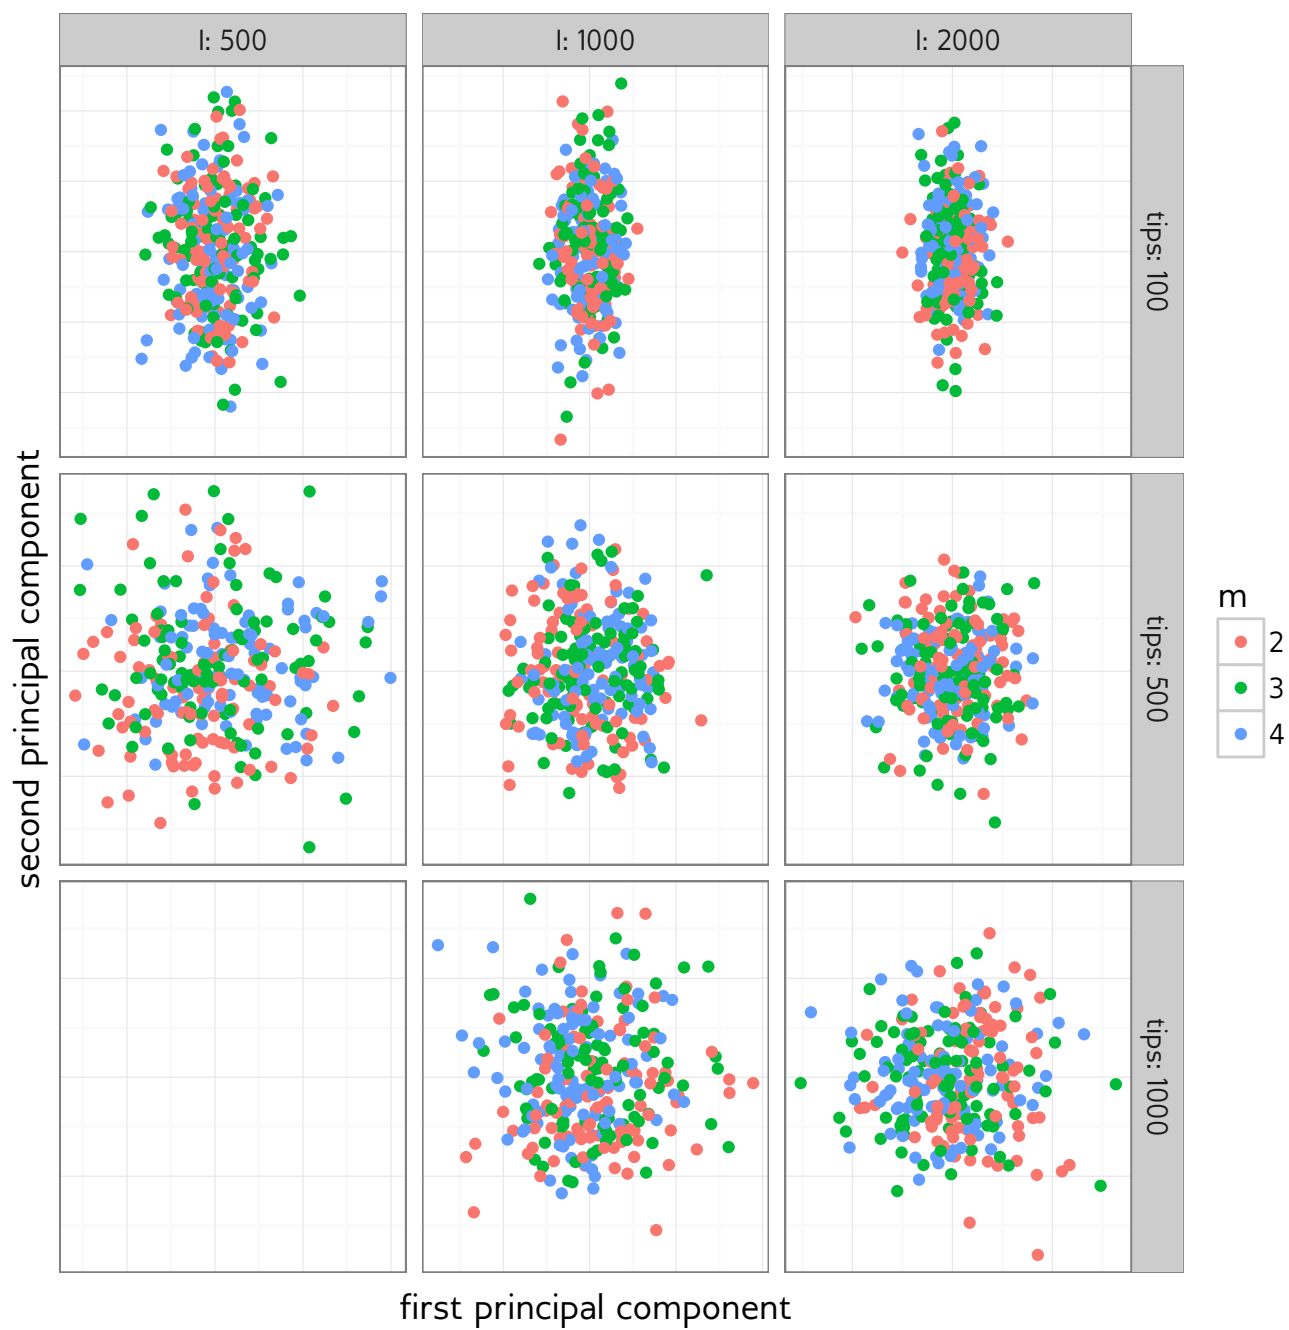 I: 500
I: 1000
I: 2000
tips: 100
tips: 500
tips: 1000
second principal component
first principal component
m
2
3
4